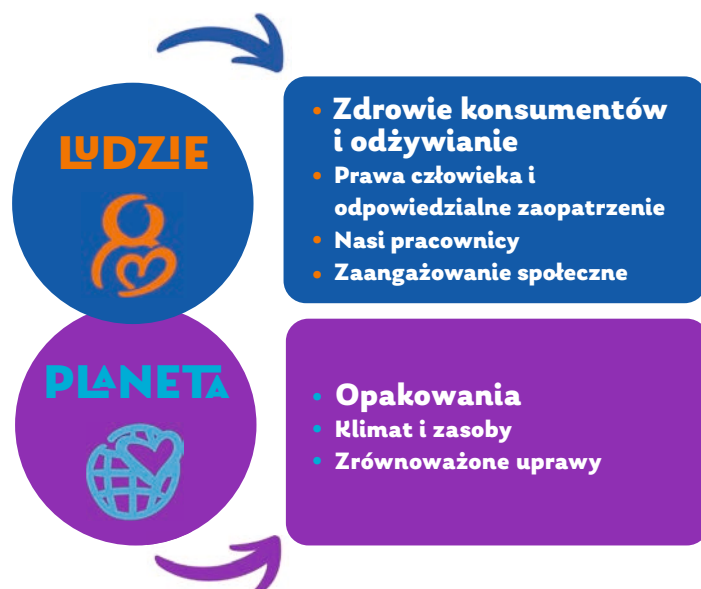 LUDZIE
• Zdrowie konsumentów
i odżywianie
• Prawa człowieka i
odpowiedzialne zaopatrzenie
• Nasi pracownicy
• Zaangażowanie społeczne
PLANETA
• Opakowania
• Klimat i zasoby
• Zrównoważone uprawy